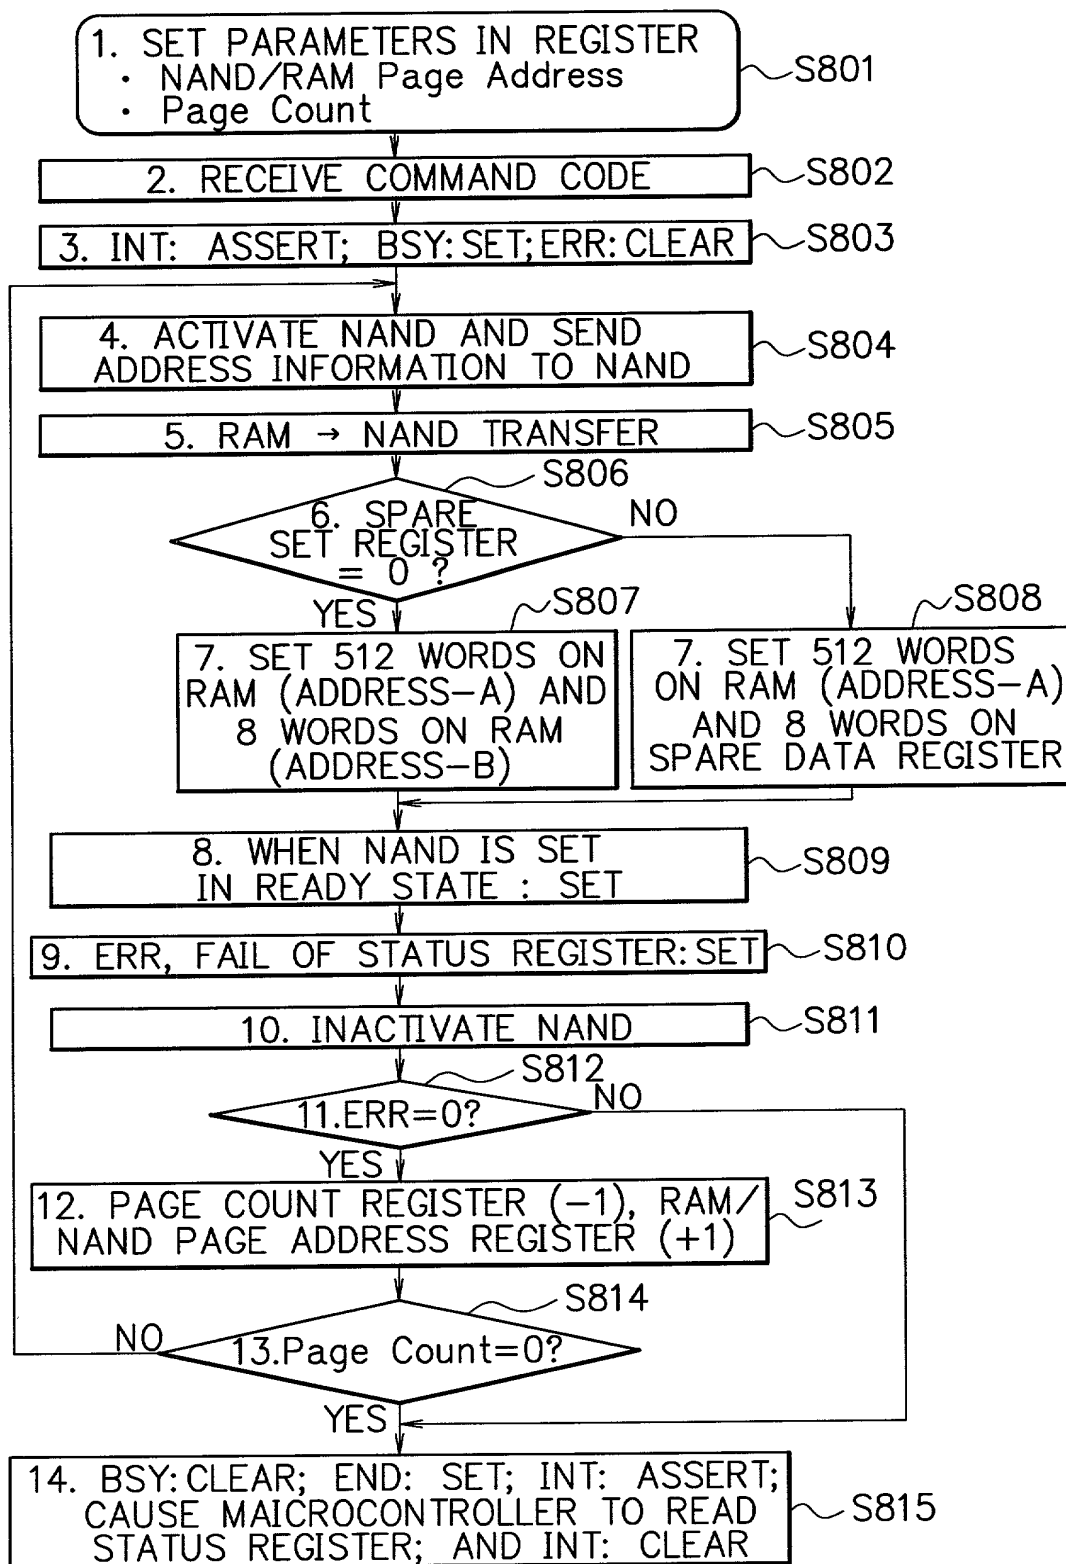 1. SET PARAMETERS IN REGISTER
· NAND/RAM Page Address
· Page Count
S801
2. RECEIVE COMMAND CODE
S802
3. INT: ASSERT; BSY:SET;ERR:CLEAR
S803
4. ACTIVATE NAND AND SEND
ADDRESS INFORMATION TO NAND
S804
5. RAM → NAND TRANSFER
S805
S806
6. SPARE
SET REGISTER
= 0 ?
NO
YES
S807
7. SET 512 WORDS ON
RAM (ADDRESS-A) AND
8 WORDS ON RAM
(ADDRESS-B)
S808
7. SET 512 WORDS
ON RAM (ADDRESS-A)
AND 8 WORDS ON
SPARE DATA REGISTER
8. WHEN NAND IS SET
IN READY STATE : SET
S809
9. ERR, FAIL OF STATUS REGISTER:SET
S810
10. INACTIVATE NAND
S811
S812
11.ERR=0?
NO
YES
12. PAGE COUNT REGISTER (-1), RAM/
NAND PAGE ADDRESS REGISTER (+1)
S813
S814
13.Page Count=0?
NO
YES
14. BSY:CLEAR; END: SET; INT: ASSERT;
CAUSE MAICROCONTROLLER TO READ
STATUS REGISTER; AND INT: CLEAR
S815